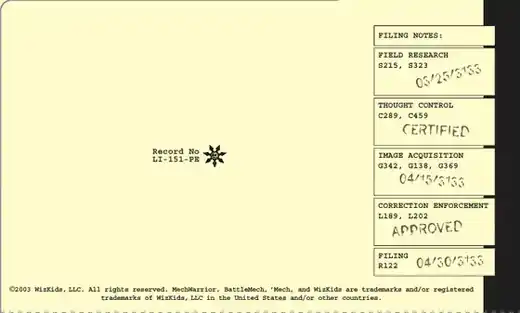 FILING NOTES:
FIELD RESEARCH
S215, S323
03/25/3133
THOUGHT CONTROL
C289, C459
CERTIFIED
IMAGE ACQUISITION
G342, G138, G369
04/15/3133
CORRECTION ENFORCEMENT
L189, L202
APPROVED
FILING
R122
04/30/3133
Record No
LI-151-PE
©2003 WizKids, LLC. All rights reserved. MechWarrior, BattleMech, 'Mech, and WizKids are trademarks and/or registered
trademarks of WizKids, LLC in the United States and/or other countries.